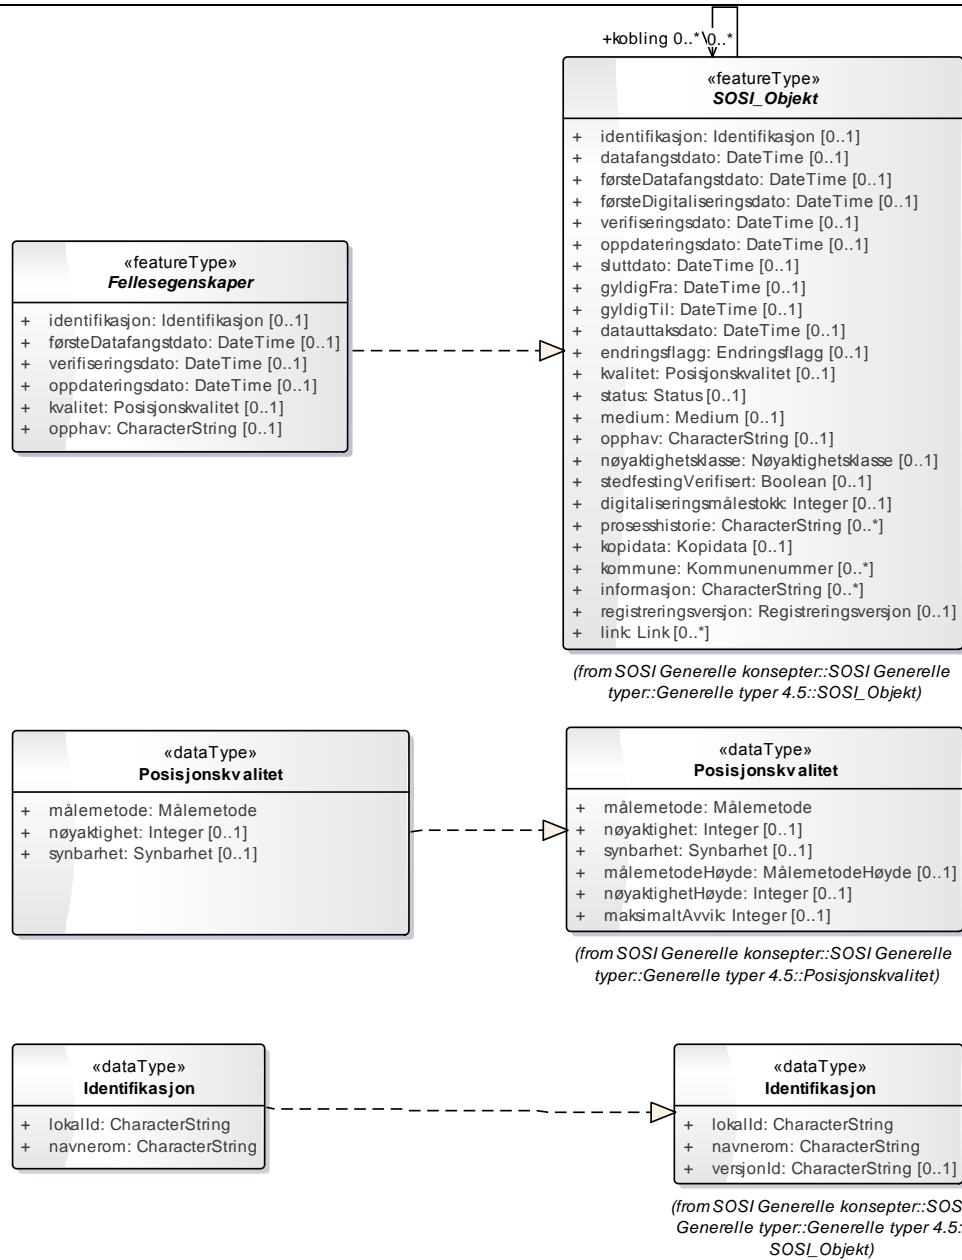 +kobling 0..* 0..*
«featureType»
SOSI_Objekt
+ identifikasjon: Identifikasjon [0..1]
+ datafangstdato: DateTime [0..1]
+ førsteDatafangstdato: DateTime [0..1]
+ førsteDigitaliseringsdato: DateTime [0..1]
+ verifiseringsdato: DateTime [0..1]
+ oppdateringsdato: DateTime [0..1]
+ sluttdato: DateTime [0..1]
+ gyldigFra: DateTime [0..1]
+ gyldigTil: DateTime [0..1]
+ datauttaksdato: DateTime [0..1]
+ endringsflagg: Endringsflagg [0..1]
+ kvalitet: Posisjonskvalitet [0..1]
+ status: Status [0..1]
+ medium: Medium [0..1]
+ opphav: CharacterString [0..1]
+ nøyaktighetsklasse: Nøyaktighetsklasse [0..1]
+ stedfestingVerifisert: Boolean [0..1]
+ digitaliseringsmålestokk: Integer [0..1]
+ prosesshistorie: CharacterString [0..*]
+ kopidata: Kopidata [0..1]
+ kommune: Kommunenummer [0..*]
+ informasjon: CharacterString [0..*]
+ registreringsversjon: Registreringsversjon [0..1]
+ link: Link [0..*]
(from SOSI Generelle konsepter::SOSI Generelle
typer::Generelle typer 4.5::SOSI_Objekt)
«featureType»
Fellesegenskaper
+ identifikasjon: Identifikasjon [0..1]
+ førsteDatafangstdato: DateTime [0..1]
+ verifiseringsdato: DateTime [0..1]
+ oppdateringsdato: DateTime [0..1]
+ kvalitet: Posisjonskvalitet [0..1]
+ opphav: CharacterString [0..1]
«dataType»
Posisjonskvalitet
+ målemetode: Målemetode
+ nøyaktighet: Integer [0..1]
+ synbarhet: Synbarhet [0..1]
«dataType»
Posisjonskvalitet
+ målemetode: Målemetode
+ nøyaktighet: Integer [0..1]
+ synbarhet: Synbarhet [0..1]
+ målemetodeHøyde: MålemetodeHøyde [0..1]
+ nøyaktighetHøyde: Integer [0..1]
+ maksimaltAvvik: Integer [0..1]
(from SOSI Generelle konsepter::SOSI Generelle
typer::Generelle typer 4.5::Posisjonskvalitet)
«dataType»
Identifikasjon
+ lokalId: CharacterString
+ navnerom: CharacterString
«dataType»
Identifikasjon
+ lokalId: CharacterString
+ navnerom: CharacterString
+ versjonId: CharacterString [0..1]
(from SOSI Generelle konsepter::SOS
Generelle typer::Generelle typer 4.5:
SOSI_Objekt)